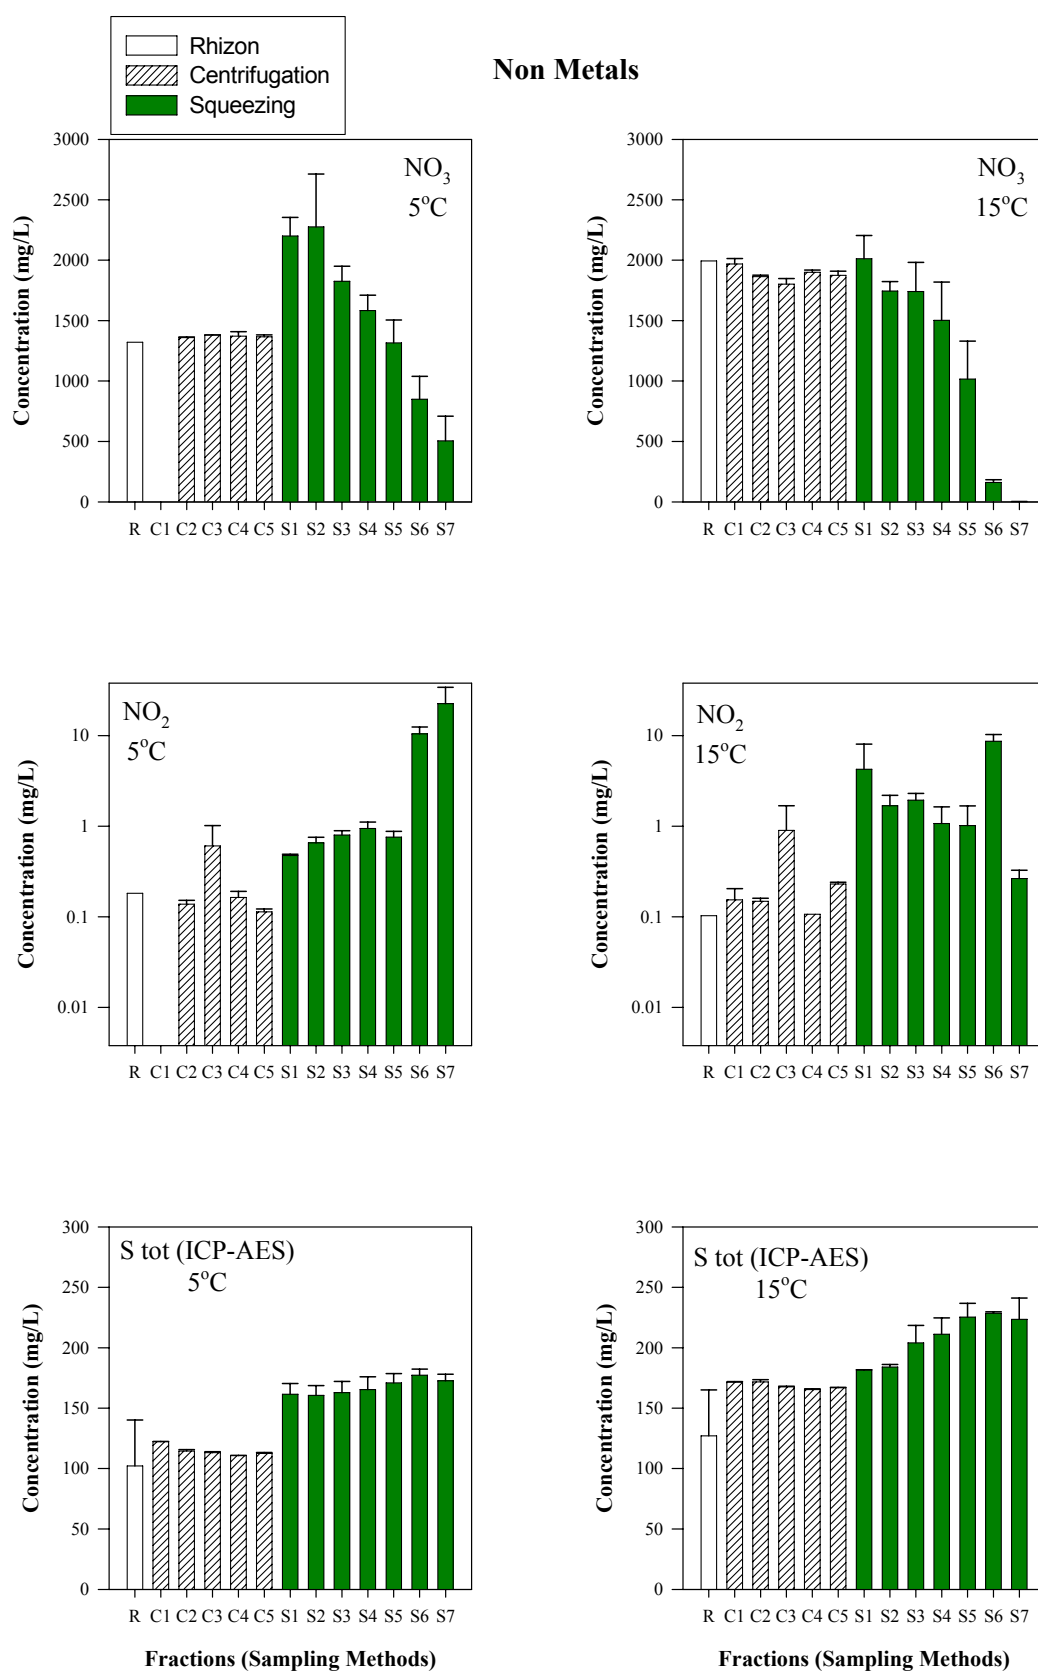 Rhizon
Centrifugation
Squeezing
Non Metals
Concentration (mg/L)
3000
2500
2000
1500
1000
500
0
NO3
5°C
R C1 C2 C3 C4 C5 S1 S2 S3 S4 S5 S6 S7
Concentration (mg/L)
3000
2500
2000
1500
1000
500
0
NO3
15°C
R C1 C2 C3 C4 C5 S1 S2 S3 S4 S5 S6 S7
Concentration (mg/L)
10
1
0.1
0.01
NO2
5°C
R C1 C2 C3 C4 C5 S1 S2 S3 S4 S5 S6 S7
Concentration (mg/L)
10
1
0.1
0.01
NO2
15°C
R C1 C2 C3 C4 C5 S1 S2 S3 S4 S5 S6 S7
Concentration (mg/L)
300
250
200
150
100
50
0
S tot (ICP-AES)
5°C
R C1 C2 C3 C4 C5 S1 S2 S3 S4 S5 S6 S7
Fractions (Sampling Methods)
Concentration (mg/L)
300
250
200
150
100
50
0
S tot (ICP-AES)
15°C
R C1 C2 C3 C4 C5 S1 S2 S3 S4 S5 S6 S7
Fractions (Sampling Methods)